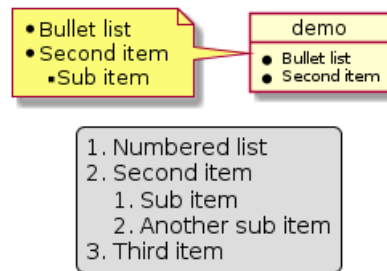 • Bullet list
• Second item
▪ Sub item
demo
• Bullet list
• Second item
1. Numbered list
2. Second item
1. Sub item
2. Another sub item
3. Third item